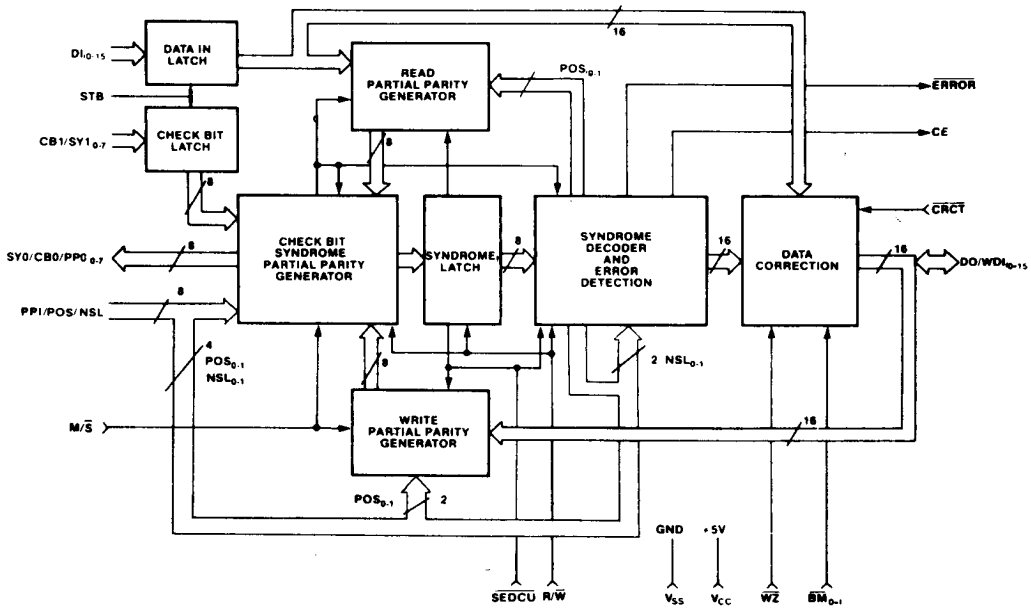 DI₀₋₁₅
STB
CB1/SY1₀₋₇
DATA IN
LATCH
CHECK BIT
LATCH
8
READ
PARTIAL PARITY
GENERATOR
8
16
POS₀₋₁
ERROR
CE
CRCT
SY0/CB0/PP0₀₋₇
8
PPI/POS/NSL
8
CHECK BIT
SYNDROME
PARTIAL PARITY
GENERATOR
SYNDROME
LATCH
8
SYNDROME
DECODER
AND
ERROR
DETECTION
16
DATA
CORRECTION
16
DO/WDI₀₋₁₅
4
POS₀₋₁
NSL₀₋₁
8
2 NSL₀₋₁
M/S̅
WRITE
PARTIAL PARITY
GENERATOR
16
POS₀₋₁
2
SEDCU
R/W̅
GND
VSS
+5V
VCC
WZ
BM₀₋₁